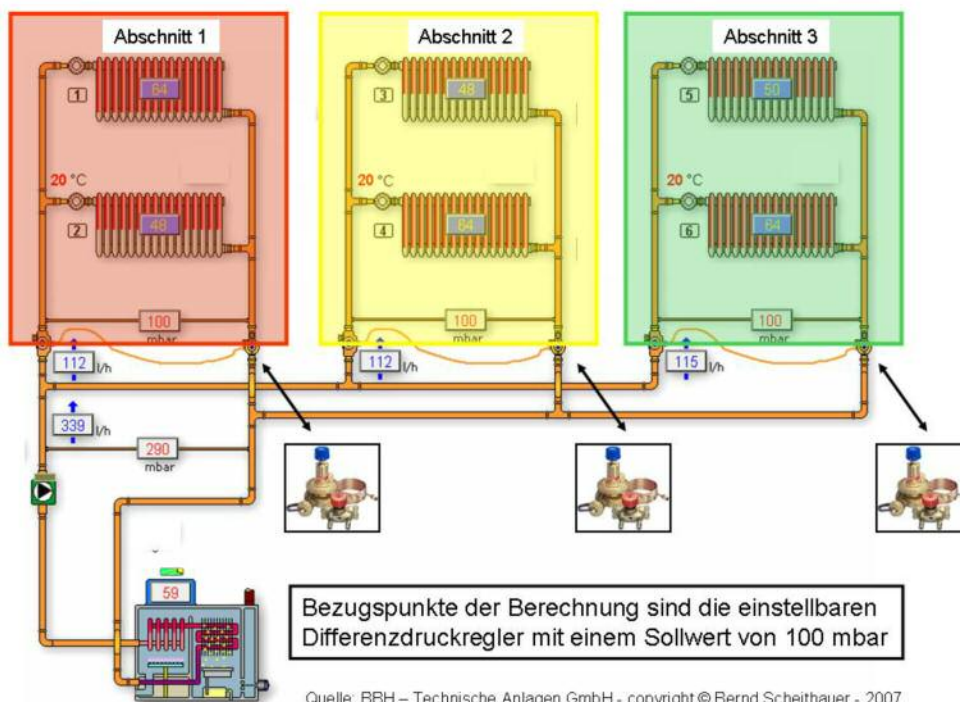 Abschnitt 1
Abschnitt 2
Abschnitt 3
64
48
50
1
3
5
20 °C
20 °C
20 °C
48
64
64
2
4
6
100
100
100
mbar
mbar
mbar
112 l/h
112 l/h
115 l/h
339 l/h
290
mbar
59
Bezugspunkte der Berechnung sind die einstellbaren
Differenzdruckregler mit einem Sollwert von 100 mbar
Quelle: BBH – Technische Anlagen GmbH - copyright © Bernd Scheithauer - 2007